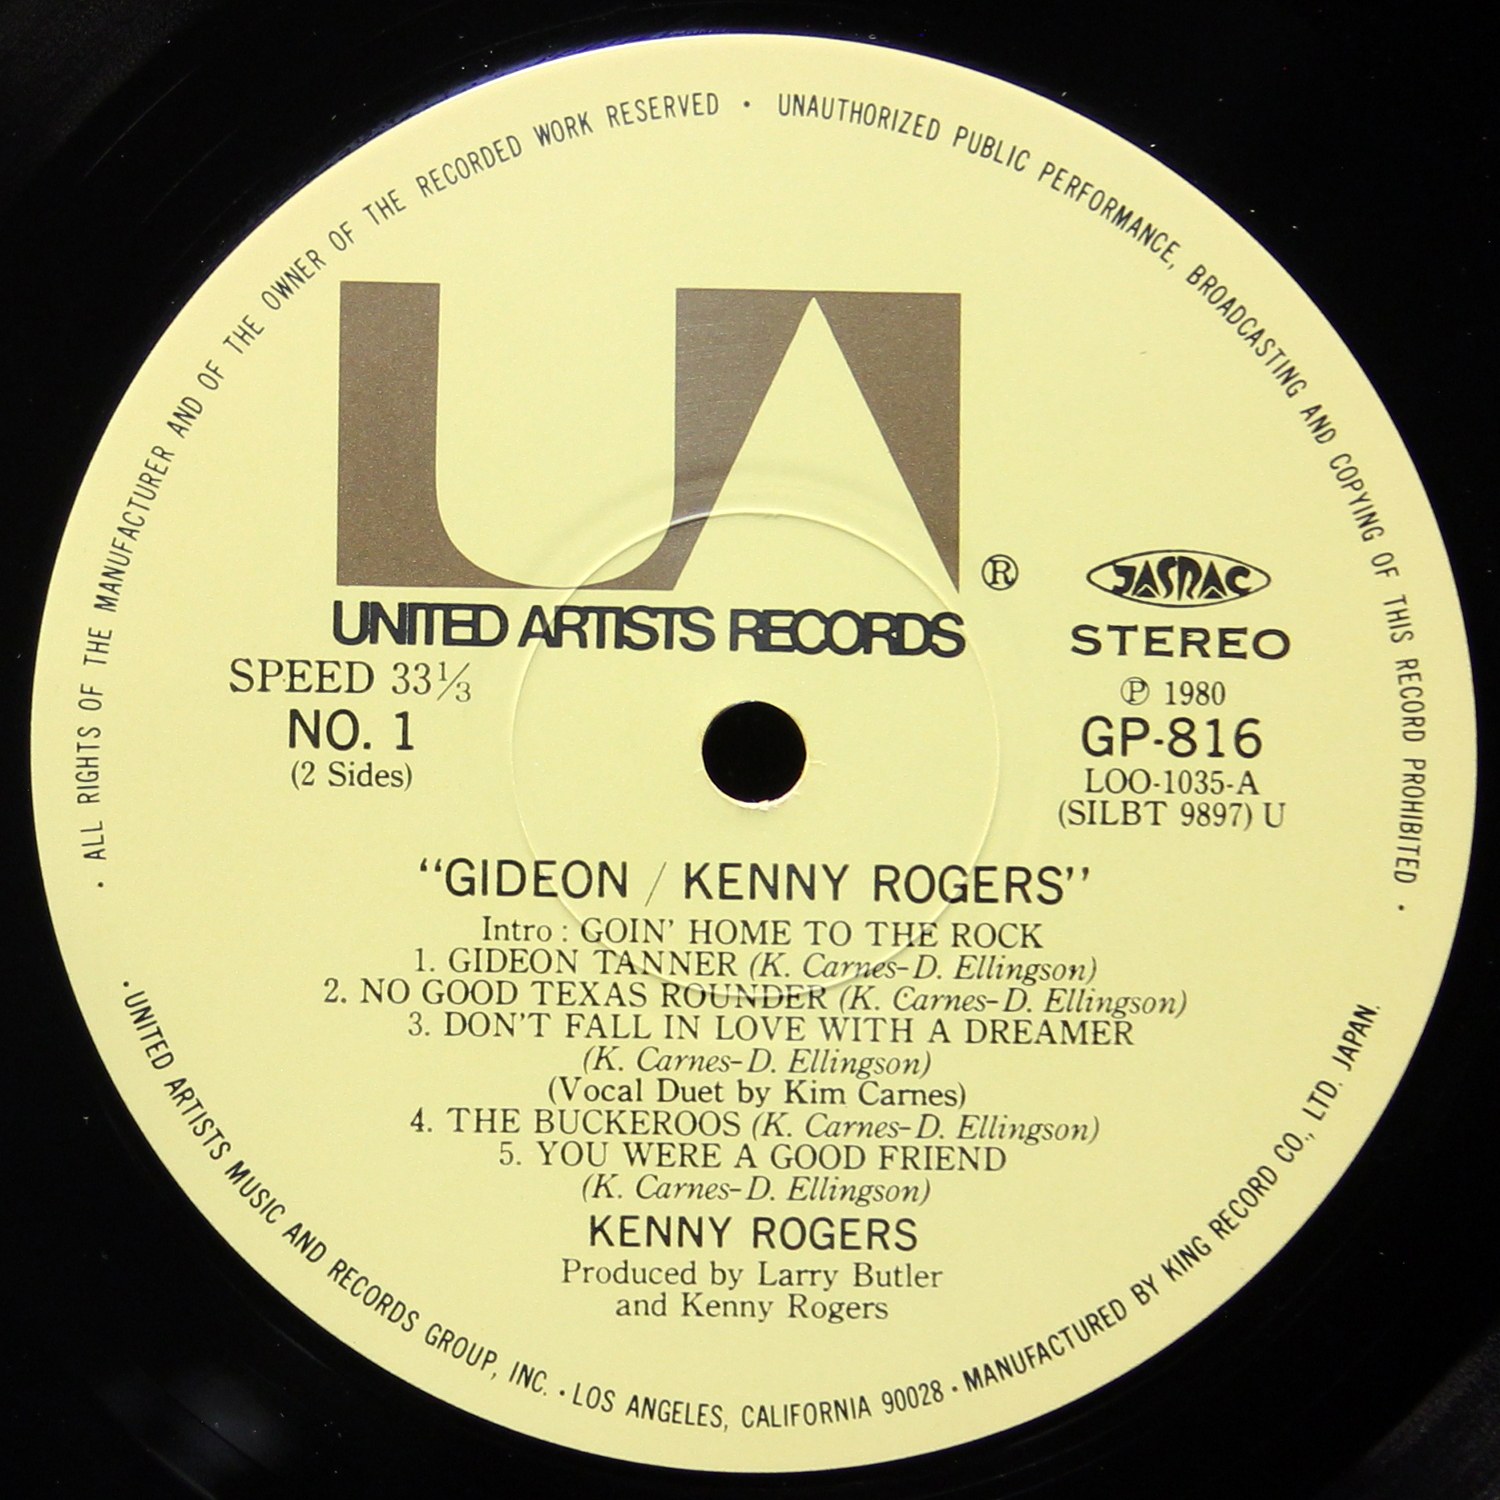 • ALL RIGHTS OF THE MANUFACTURER AND OF THE OWNER OF THE RECORDED WORK RESERVED • UNAUTHORIZED PUBLIC PERFORMANCE, BROADCASTING AND COPYING OF THIS RECORD PROHIBITED •
UA
®
UNITED ARTISTS RECORDS
JASRAC
STEREO
SPEED 33⅓
℗ 1980
NO. 1
GP-816
(2 Sides)
LOO-1035-A
(SILBT 9897) U
“GIDEON / KENNY ROGERS”
Intro : GOIN' HOME TO THE ROCK
1. GIDEON TANNER (K. Carnes-D. Ellingson)
2. NO GOOD TEXAS ROUNDER (K. Carnes-D. Ellingson)
3. DON'T FALL IN LOVE WITH A DREAMER
(K. Carnes-D. Ellingson)
(Vocal Duet by Kim Carnes)
4. THE BUCKEROOS (K. Carnes-D. Ellingson)
5. YOU WERE A GOOD FRIEND
(K. Carnes-D. Ellingson)
KENNY ROGERS
Produced by Larry Butler
and Kenny Rogers
• UNITED ARTISTS MUSIC AND RECORDS GROUP, INC. • LOS ANGELES, CALIFORNIA 90028 • MANUFACTURED BY KING RECORD CO., LTD. JAPAN.